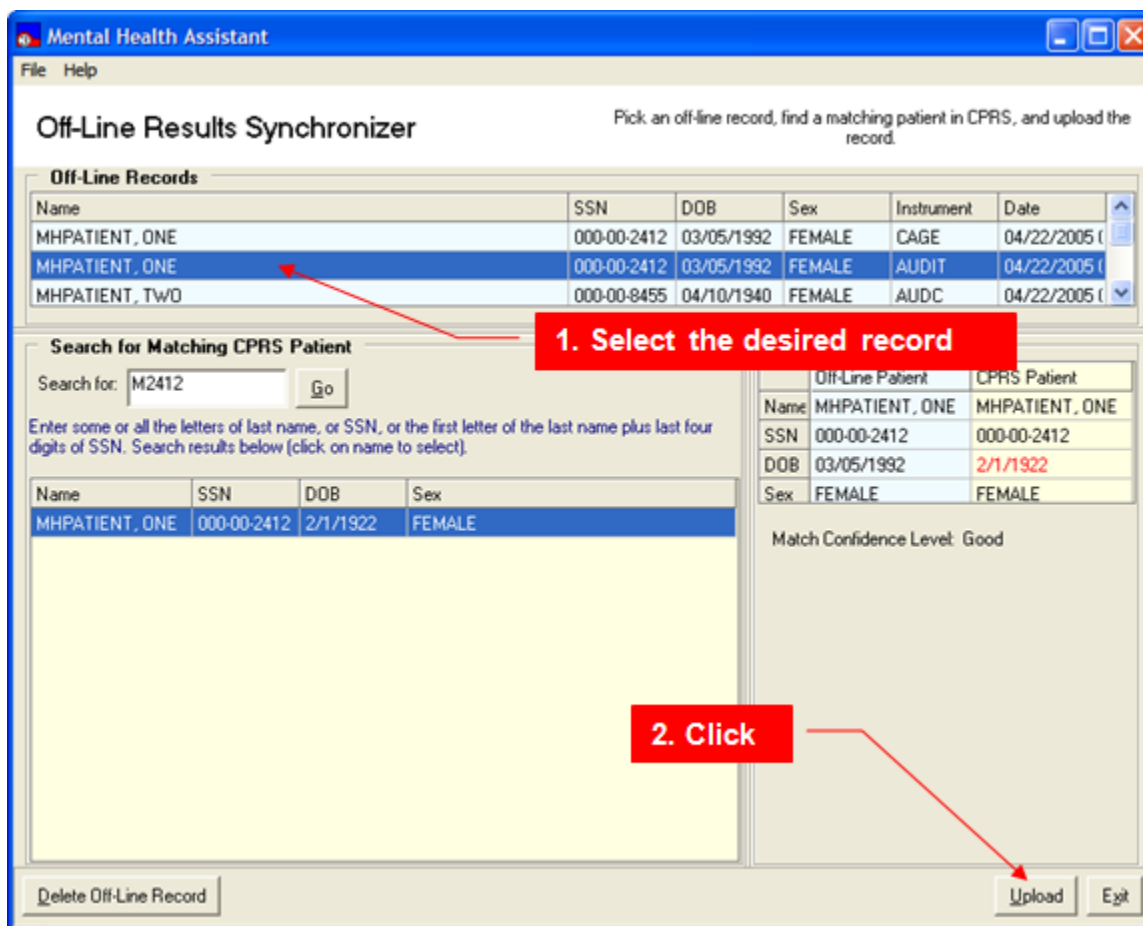 Mental Health Assistant
File Help
Off-Line Results Synchronizer
Pick an off-line record, find a matching patient in CPRS, and upload the
record.
Off-Line Records
Name SSN DOB Sex Instrument Date
MHPATIENT, ONE 000-00-2412 03/05/1992 FEMALE CAGE 04/22/2005 (
MHPATIENT, ONE 000-00-2412 03/05/1992 FEMALE AUDIT 04/22/2005 (
MHPATIENT, TWO 000-00-8455 04/10/1940 FEMALE AUDC 04/22/2005 (
1. Select the desired record
Search for Matching CPRS Patient
Search for: M2412 Go
Enter some or all the letters of last name, or SSN, or the first letter of the last name plus last four
digits of SSN. Search results below (click on name to select).
Name SSN DOB Sex
MHPATIENT, ONE 000-00-2412 2/1/1922 FEMALE
Off-Line Patient CPRS Patient
Name MHPATIENT, ONE MHPATIENT, ONE
SSN 000-00-2412 000-00-2412
DOB 03/05/1992 2/1/1922
Sex FEMALE FEMALE
Match Confidence Level: Good
2. Click
Delete Off-Line Record Upload Exit